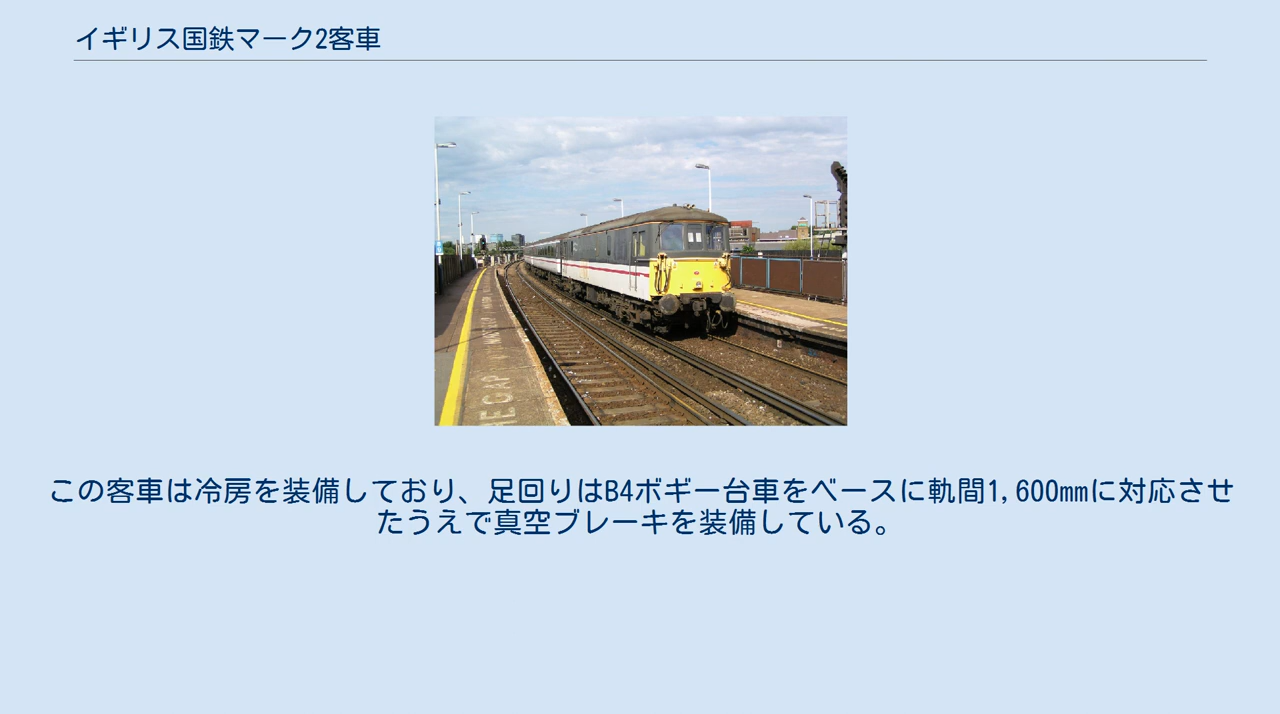 イギリス国鉄マーク2客車
この客車は冷房を装備しており、足回りはB4ボギー台車をベースに軌間1,600mmに対応させ
たうえで真空ブレーキを装備している。